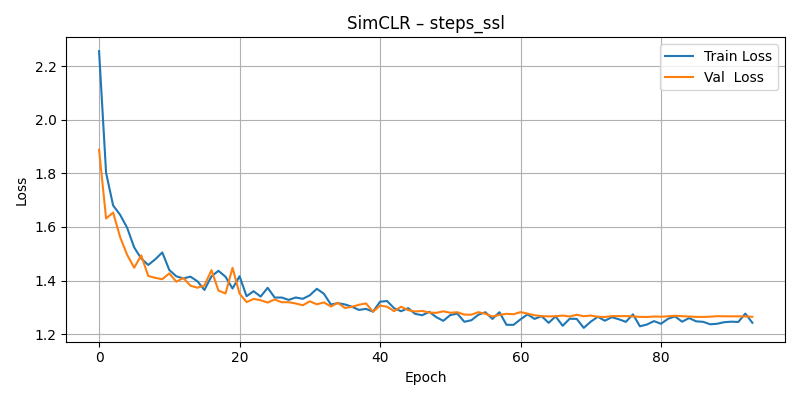 SimCLR – steps_ssl
Train Loss
Val  Loss
Loss
2.2
2.0
1.8
1.6
1.4
1.2
0
20
40
60
80
Epoch